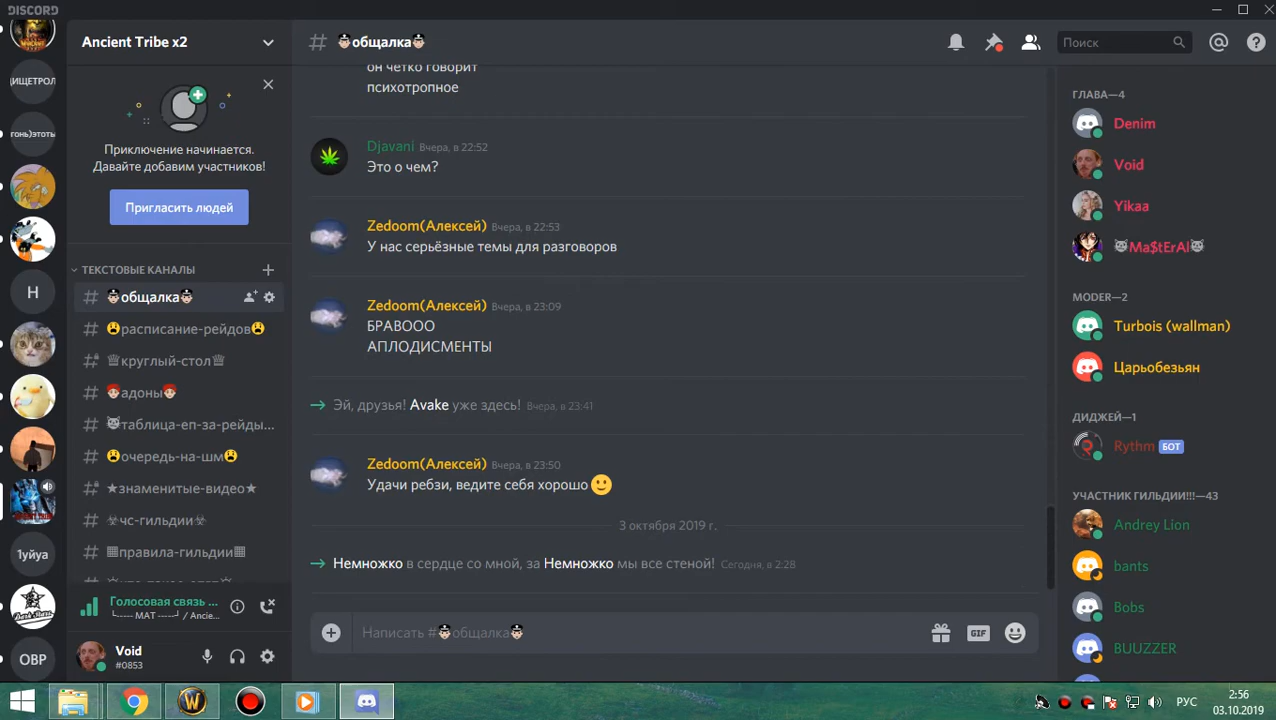 DISCORD
ИЩЕТРОЛ
гонь)этоть
Н
1уйуа
ОВР
Ancient Tribe x2
Приключение начинается.
Давайте добавим участников!
Пригласить людей
ТЕКСТОВЫЕ КАНАЛЫ
# 👮общалка👮
# 😩расписание-рейдов😩
# ♕круглый-стол♕
# адоны
# 😈таблица-еп-за-рейды...
# 😩очередь-на-шм😩
# ★знаменитые-видео★
# ☣чс-гильдии☣
# ▦правила-гильдии▦
Голосовая связь ...
└---- МАТ ----┘ / Ancie...
Void
#0853
# 👮общалка👮
Поиск
он четко говорит
психотропное
Djavani Вчера, в 22:52
Это о чем?
Zedoom(Алексей) Вчера, в 22:53
У нас серьёзные темы для разговоров
Zedoom(Алексей) Вчера, в 23:09
БРАВООО
АПЛОДИСМЕНТЫ
Эй, друзья! Avake уже здесь! Вчера, в 23:41
Zedoom(Алексей) Вчера, в 23:50
Удачи ребзи, ведите себя хорошо 🙂
3 октября 2019 г.
Немножко в сердце со мной, за Немножко мы все стеной! Сегодня, в 2:28
Написать #👮общалка👮
GIF
ГЛАВА—4
Denim
Void
Yikaa
😈Ma$tErAl😈
MODER—2
Turbois (wallman)
Царьобезьян
ДИДЖЕЙ—1
Rythm БОТ
УЧАСТНИК ГИЛЬДИИ!!!—43
Andrey Lion
bants
Bobs
BUUZZER
РУС
2:56
03.10.2019